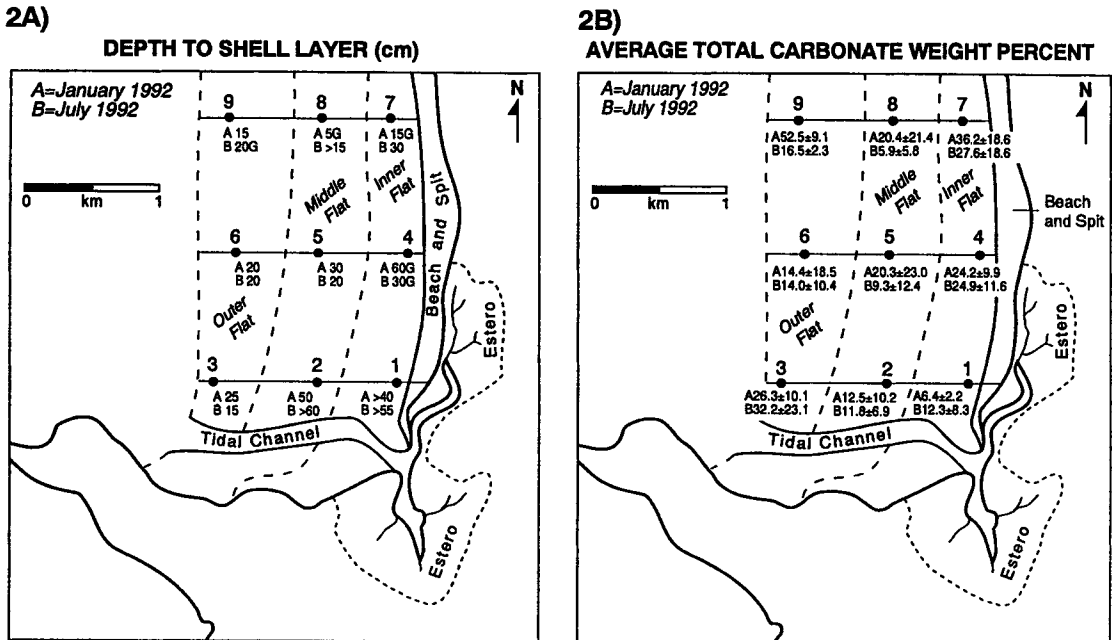 2A)
DEPTH TO SHELL LAYER (cm)
A=January 1992
B=July 1992
N
0 km 1
9
A 15
B 20G
8
A 5G
B >15
7
A 15G
B 30
Middle
Flat
Inner
Flat
Beach and Spit
6
A 20
B 20
5
A 30
B 20
4
A 60G
B 30G
Outer
Flat
Estero
3
A 25
B 15
2
A 50
B >60
1
A >40
B >55
Tidal Channel
Estero
2B)
AVERAGE TOTAL CARBONATE WEIGHT PERCENT
A=January 1992
B=July 1992
N
0 km 1
9
A52.5±9.1
B16.5±2.3
8
A20.4±21.4
B5.9±5.8
7
A36.2±18.6
B27.6±18.6
Middle
Flat
Inner
Flat
Beach
and Spit
6
A14.4±18.5
B14.0±10.4
5
A20.3±23.0
B9.3±12.4
4
A24.2±9.9
B24.9±11.6
Outer
Flat
Estero
3
A26.3±10.1
B32.2±23.1
2
A12.5±10.2
B11.8±6.9
1
A6.4±2.2
B12.3±8.3
Tidal Channel
Estero